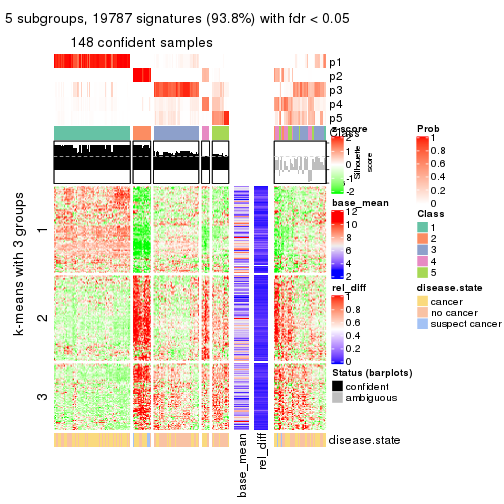 5 subgroups, 19787 signatures (93.8%) with fdr < 0.05
148 confident samples
p1
p2
p3
p4
p5
Class
Silhouette
score
k-means with 3 groups
1
2
3
disease.state
base_mean
rel_diff
z-score
2
1
0
-1
-2
base_mean
12
10
8
6
4
2
rel_diff
1
0.8
0.6
0.4
0.2
0
Status (barplots)
confident
ambiguous
Prob
1
0.8
0.6
0.4
0.2
0
Class
1
2
3
4
5
disease.state
cancer
no cancer
suspect cancer